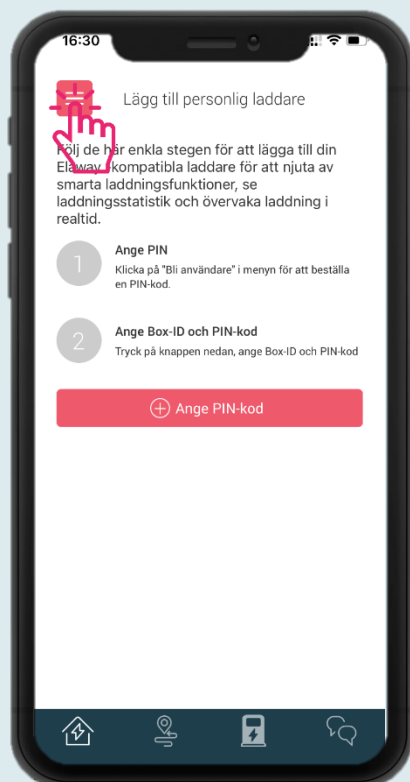 16:30
Lägg till personlig laddare
Följ de här enkla stegen för att lägga till din
Elaway-kompatibla laddare för att njuta av
smarta laddningsfunktioner, se
laddningsstatistik och övervaka laddning i
realtid.
1
Ange PIN
Klicka på "Bli användare" i menyn för att beställa
en PIN-kod.
2
Ange Box-ID och PIN-kod
Tryck på knappen nedan, ange Box-ID och PIN-kod
Ange PIN-kod